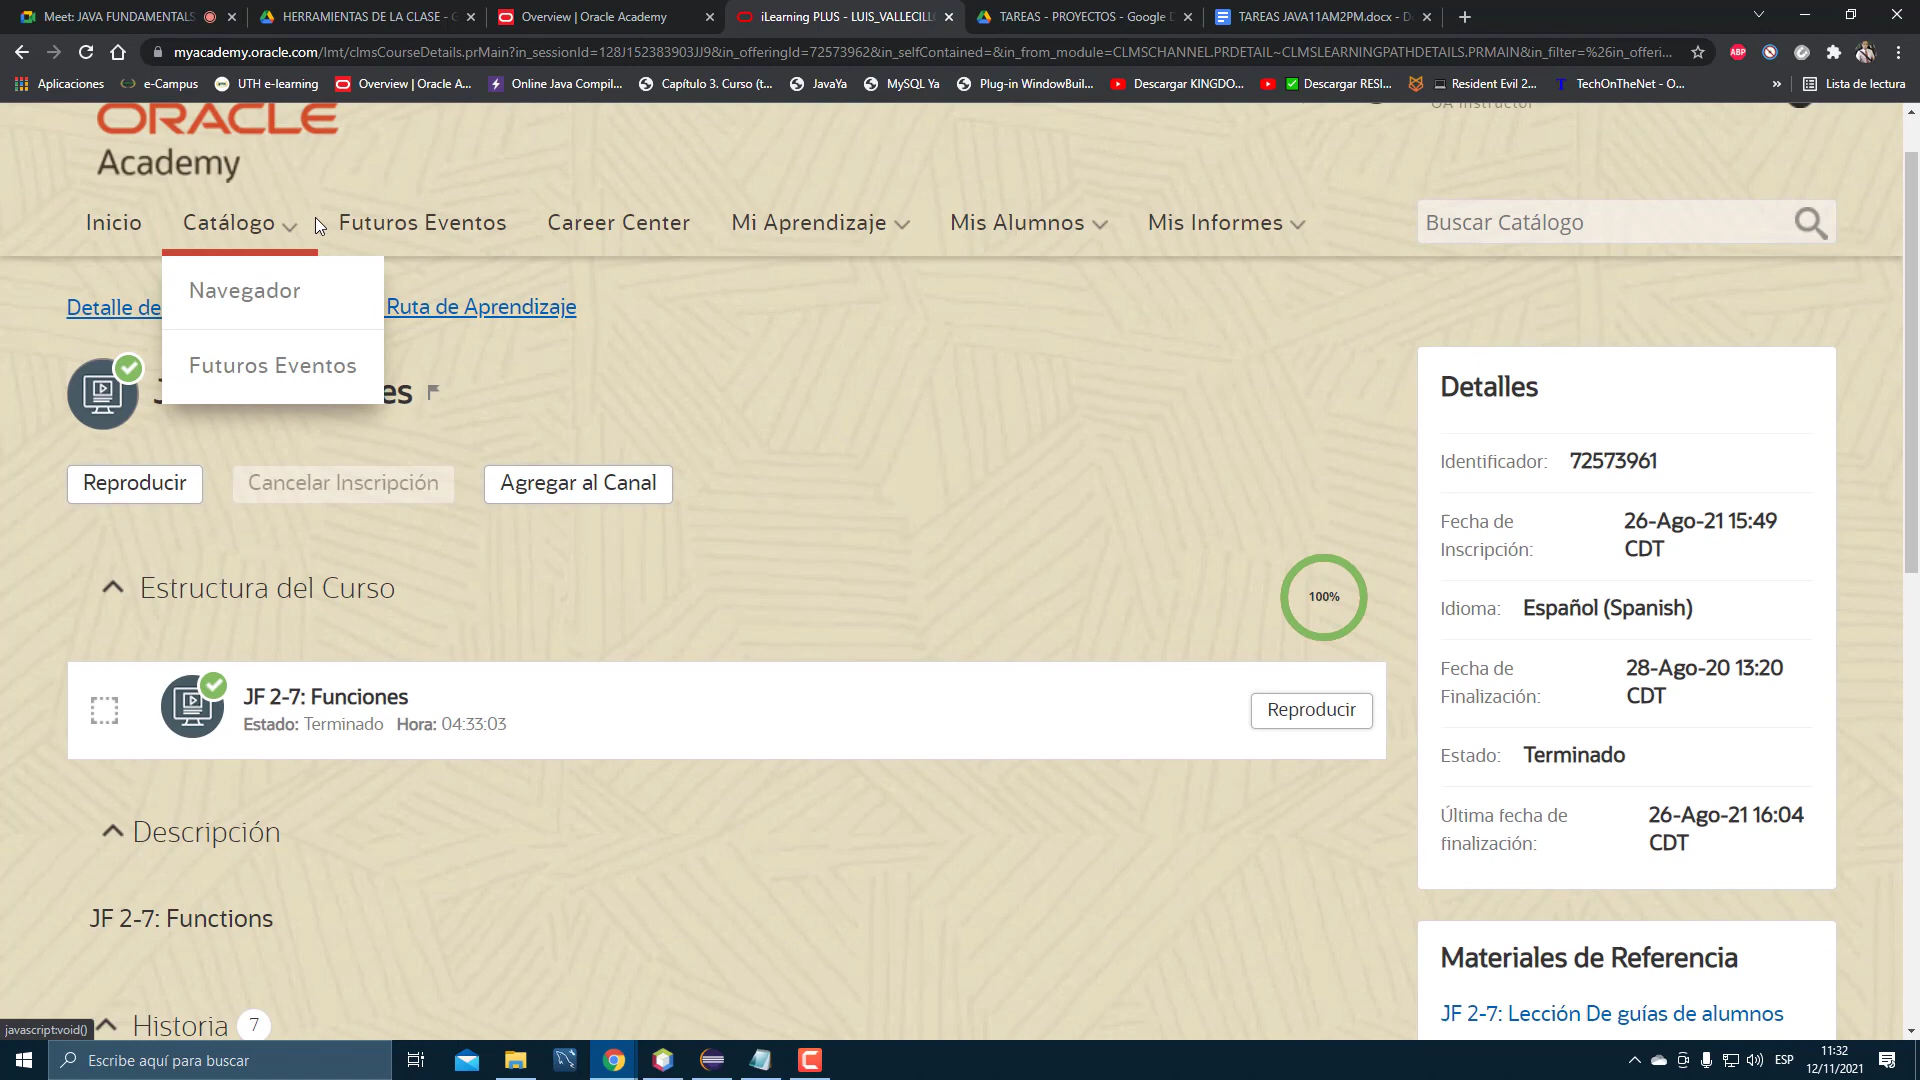 Meet: JAVA FUNDAMENTALS
HERRAMIENTAS DE LA CLASE - G
Overview | Oracle Academy
iLearning PLUS - LUIS_VALLECILL
TAREAS - PROYECTOS - Google D
TAREAS JAVA11AM2PM.docx - D
myacademy.oracle.com/lmt/clmsCourseDetails.prMain?in_sessionId=128J152383903JJ9&in_offeringId=72573962&in_selfContained=&in_from_module=CLMSCHANNEL.PRDETAIL~CLMSLEARNINGPATHDETAILS.PRMAIN&in_filter=%26in_offeri...
ABP
Aplicaciones
e-Campus
UTH e-learning
Overview | Oracle A...
Online Java Compil...
Capítulo 3. Curso (t...
JavaYa
MySQL Ya
Plug-in WindowBuil...
Descargar KINGDO...
Descargar RESI...
Resident Evil 2...
TechOnTheNet - O...
»
Lista de lectura
ORACLE
Academy
OA Instructor
Inicio
Catálogo
Futuros Eventos
Career Center
Mi Aprendizaje
Mis Alumnos
Mis Informes
Buscar Catálogo
Navegador
Futuros Eventos
Detalle de
Ruta de Aprendizaje
es
Reproducir
Cancelar Inscripción
Agregar al Canal
Estructura del Curso
100%
JF 2-7: Funciones
Estado: Terminado Hora: 04:33:03
Reproducir
Descripción
JF 2-7: Functions
Historia 7
Detalles
Identificador: 72573961
Fecha de Inscripción: 26-Ago-21 15:49 CDT
Idioma: Español (Spanish)
Fecha de Finalización: 28-Ago-20 13:20 CDT
Estado: Terminado
Última fecha de finalización: 26-Ago-21 16:04 CDT
Materiales de Referencia
JF 2-7: Lección De guías de alumnos
javascript:void()
Escribe aquí para buscar
ESP
11:32
12/11/2021